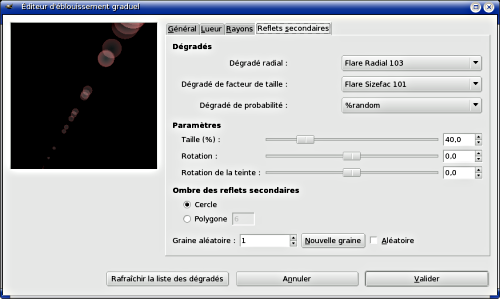 Éditeur d'éblouissement graduel
Général Lueur Rayons Reflets secondaires
Dégradés
Dégradé radial : Flare Radial 103
Dégradé de facteur de taille : Flare Sizefac 101
Dégradé de probabilité : %random
Paramètres
Taille (%) : 40,0
Rotation : 0,0
Rotation de la teinte : 0,0
Ombre des reflets secondaires
Cercle
Polygone 6
Graine aléatoire : 1 Nouvelle graine Aléatoire
Rafraîchir la liste des dégradés Annuler Valider